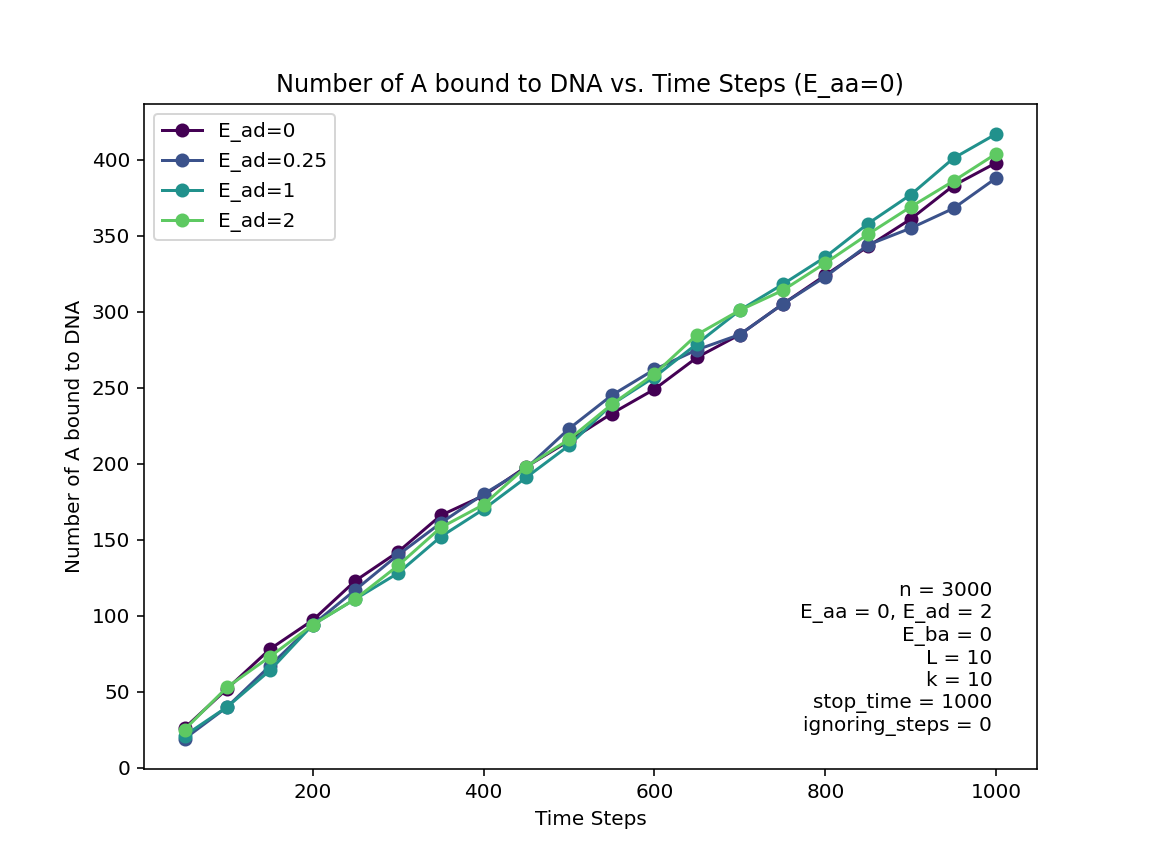 Number of A bound to DNA vs. Time Steps (E_aa=0)
E_ad=0
E_ad=0.25
E_ad=1
E_ad=2
400
350
300
250
200
150
100
50
0
Number of A bound to DNA
n = 3000
E_aa = 0, E_ad = 2
E_ba = 0
L = 10
k = 10
stop_time = 1000
ignoring_steps = 0
200 400 600 800 1000
Time Steps